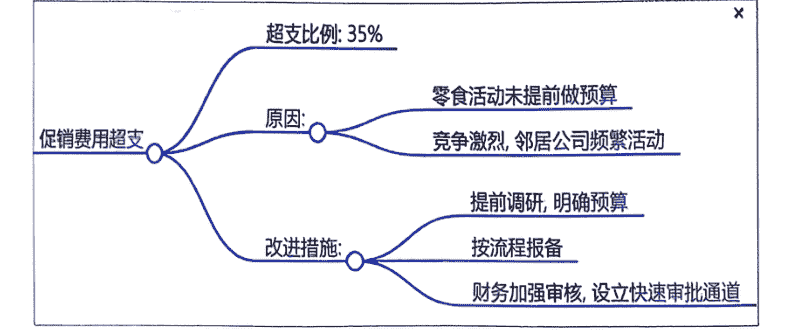 促销费用超支
超支比例: 35%
原因:
零食活动未提前做预算
竞争激烈, 邻居公司频繁活动
改进措施:
提前调研, 明确预算
按流程报备
财务加强审核, 设立快速审批通道